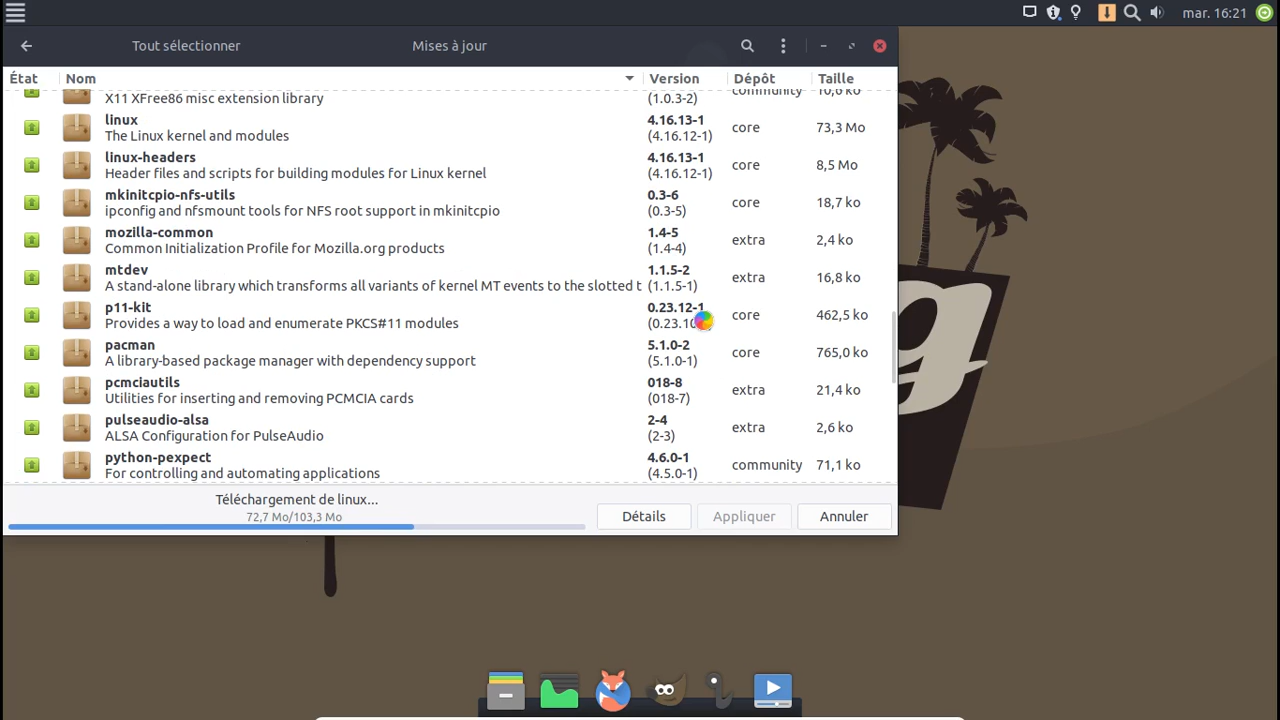 mar. 16:21
Tout sélectionner
Mises à jour
État Nom Version Dépôt Taille
X11 XFree86 misc extension library (1.0.3-2) community 10,6 ko
linux 4.16.13-1
The Linux kernel and modules (4.16.12-1) core 73,3 Mo
linux-headers 4.16.13-1
Header files and scripts for building modules for Linux kernel (4.16.12-1) core 8,5 Mo
mkinitcpio-nfs-utils 0.3-6
ipconfig and nfsmount tools for NFS root support in mkinitcpio (0.3-5) core 18,7 ko
mozilla-common 1.4-5
Common Initialization Profile for Mozilla.org products (1.4-4) extra 2,4 ko
mtdev 1.1.5-2
A stand-alone library which transforms all variants of kernel MT events to the slotted t (1.1.5-1) extra 16,8 ko
p11-kit 0.23.12-1
Provides a way to load and enumerate PKCS#11 modules (0.23.10 core 462,5 ko
pacman 5.1.0-2
A library-based package manager with dependency support (5.1.0-1) core 765,0 ko
pcmciautils 018-8
Utilities for inserting and removing PCMCIA cards (018-7) extra 21,4 ko
pulseaudio-alsa 2-4
ALSA Configuration for PulseAudio (2-3) extra 2,6 ko
python-pexpect 4.6.0-1
For controlling and automating applications (4.5.0-1) community 71,1 ko
Téléchargement de linux...
72,7 Mo/103,3 Mo
Détails
Appliquer
Annuler
g